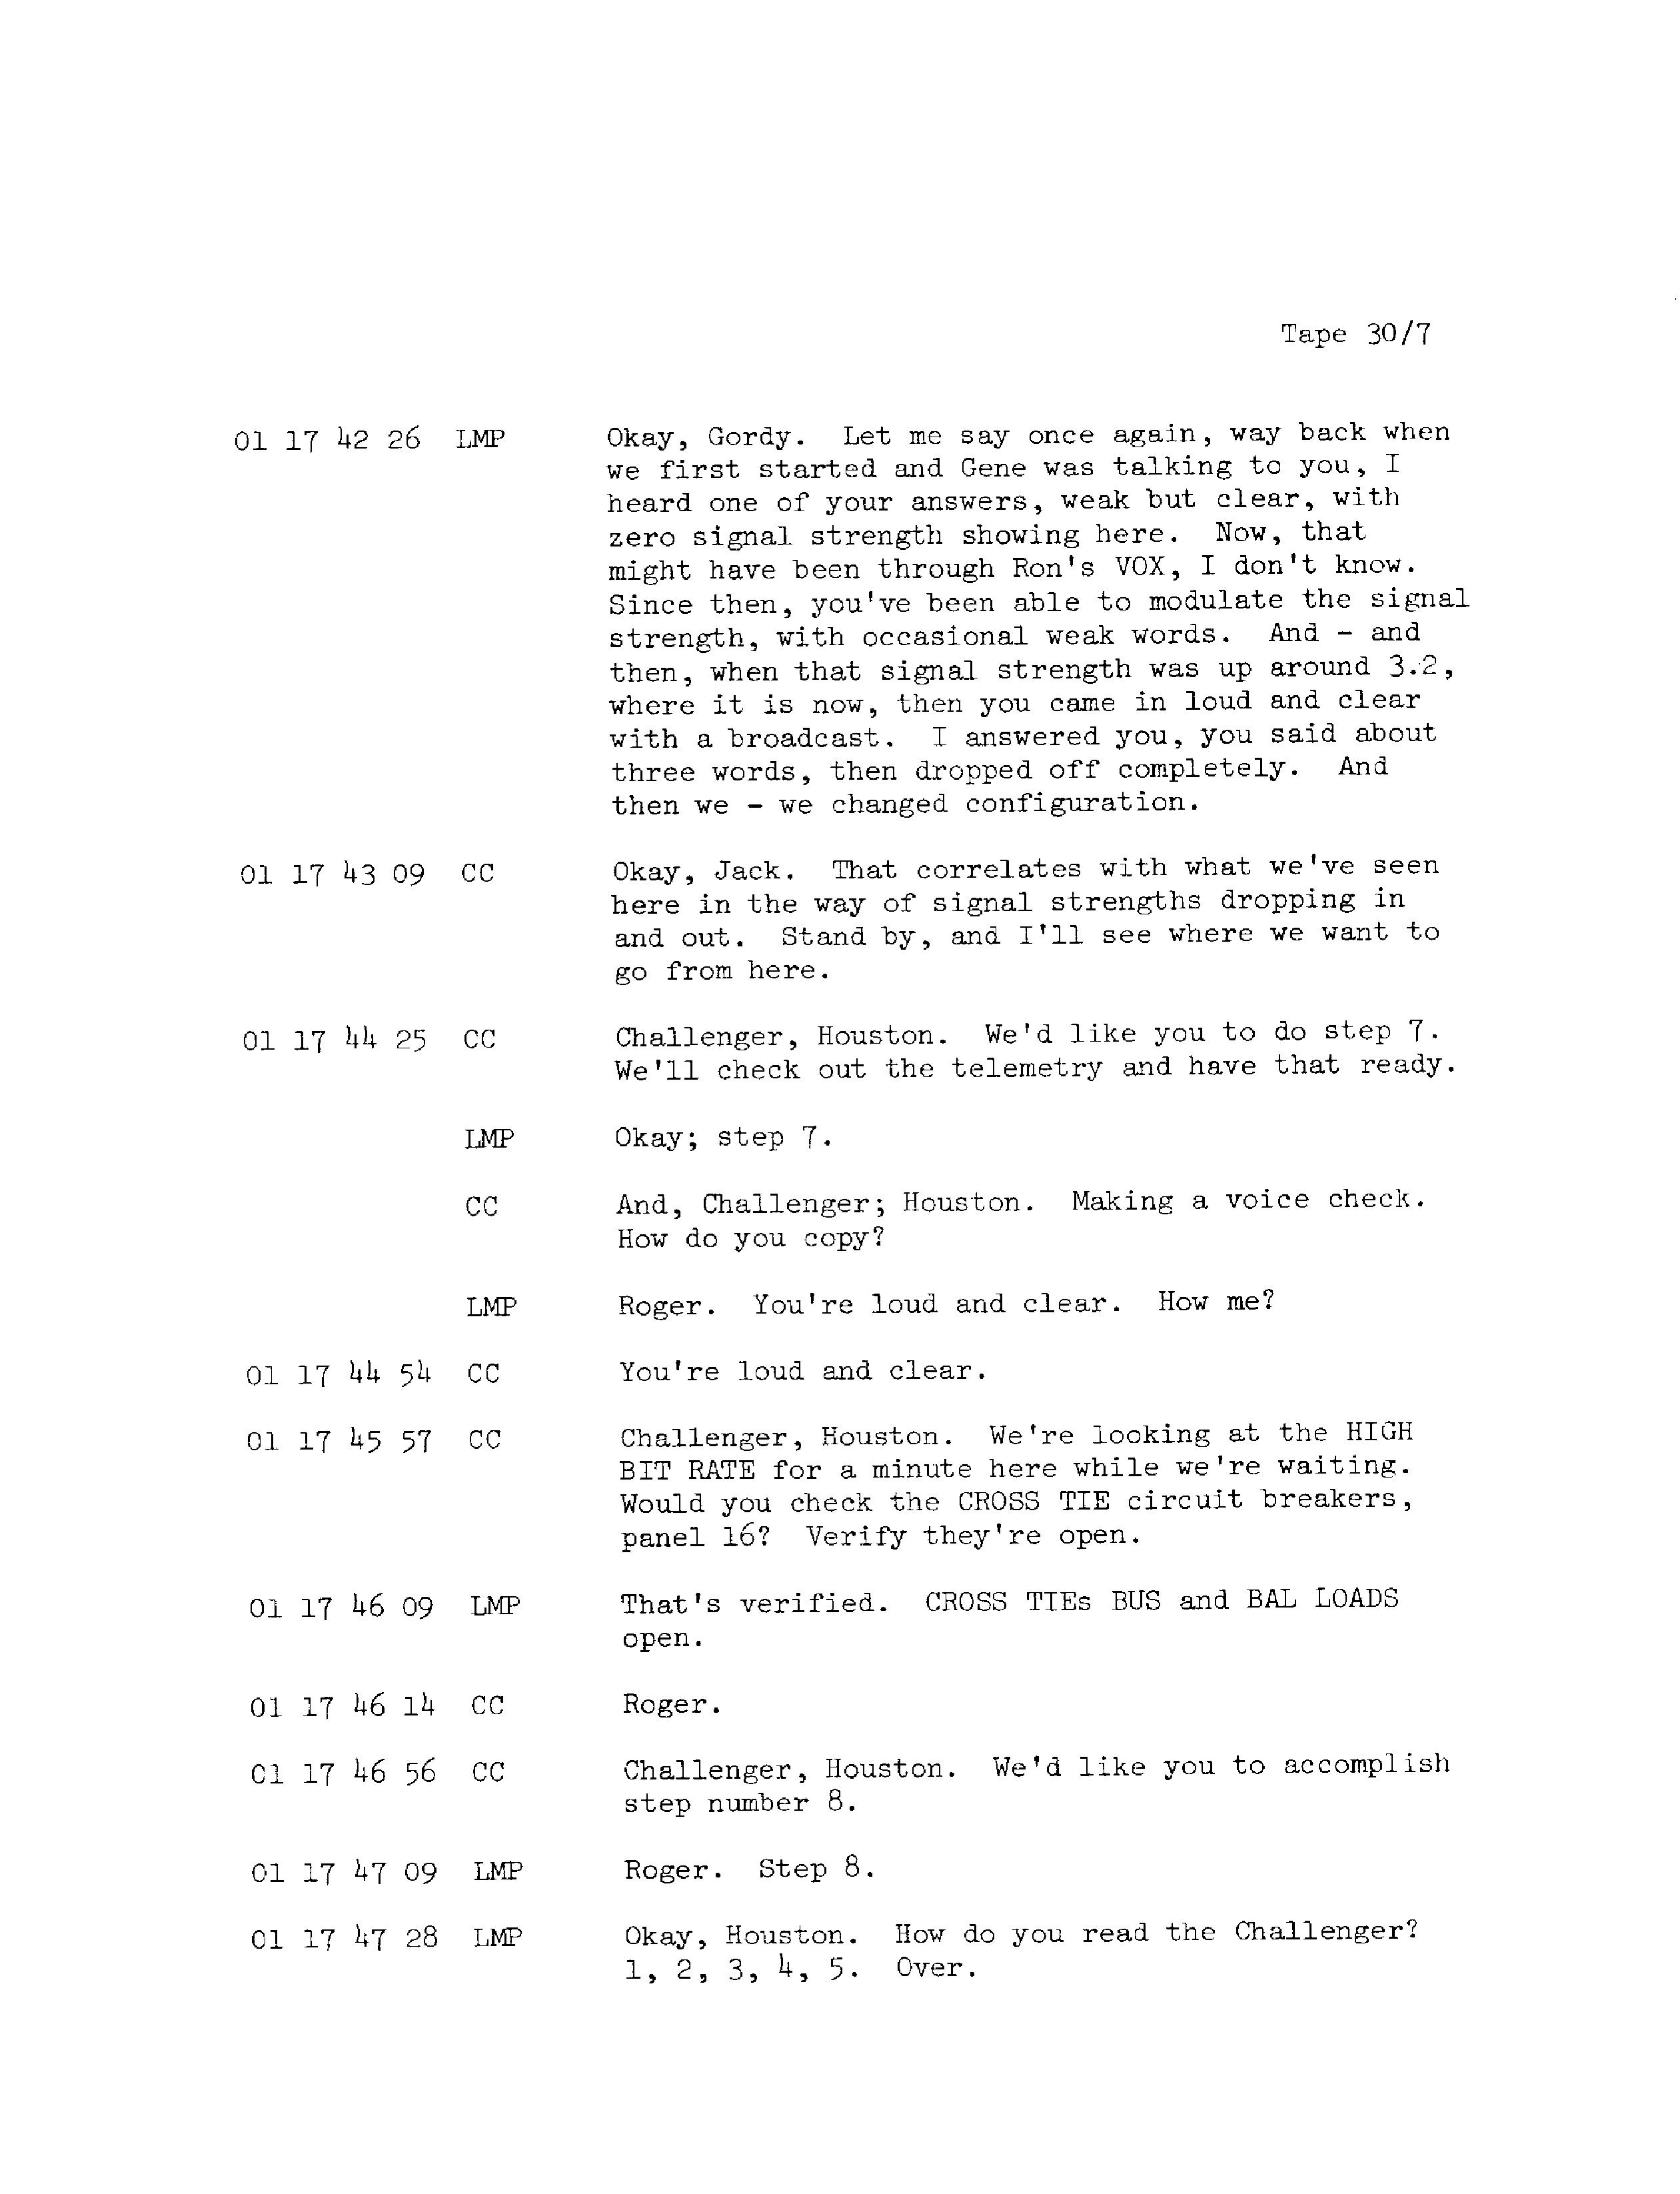 Tape 30/7
01 17 42 26 LMP Okay, Gordy. Let me say once again, way back when
we first started and Gene was talking to you, I
heard one of your answers, weak but clear, with
zero signal strength showing here. Now, that
might have been through Ron's VOX, I don't know.
Since then, you've been able to modulate the signal
strength, with occasional weak words. And - and
then, when that signal strength was up around 3.2,
where it is now, then you came in loud and clear
with a broadcast. I answered you, you said about
three words, then dropped off completely. And
then we - we changed configuration.
01 17 43 09 CC Okay, Jack. That correlates with what we've seen
here in the way of signal strengths dropping in
and out. Stand by, and I'll see where we want to
go from here.
01 17 44 25 CC Challenger, Houston. We'd like you to do step 7.
We'll check out the telemetry and have that ready.
LMP Okay; step 7.
CC And, Challenger; Houston. Making a voice check.
How do you copy?
LMP Roger. You're loud and clear. How me?
01 17 44 54 CC You're loud and clear.
01 17 45 57 CC Challenger, Houston. We're looking at the HIGH
BIT RATE for a minute here while we're waiting.
Would you check the CROSS TIE circuit breakers,
panel 16? Verify they're open.
01 17 46 09 LMP That's verified. CROSS TIEs BUS and BAL LOADS
open.
01 17 46 14 CC Roger.
01 17 46 56 CC Challenger, Houston. We'd like you to accomplish
step number 8.
01 17 47 09 LMP Roger. Step 8.
01 17 47 28 LMP Okay, Houston. How do you read the Challenger?
1, 2, 3, 4, 5. Over.